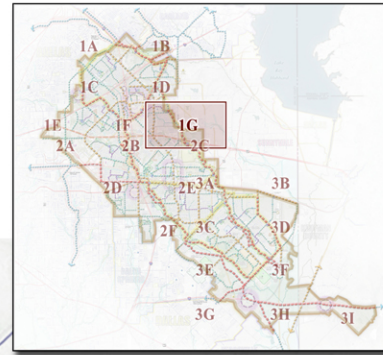 1A 1B
1C 1D
1E 1F 1G
2A 2B 2C
2D 2E 3A 3B
2F 3C 3D
3E 3F
3G 3H 3I